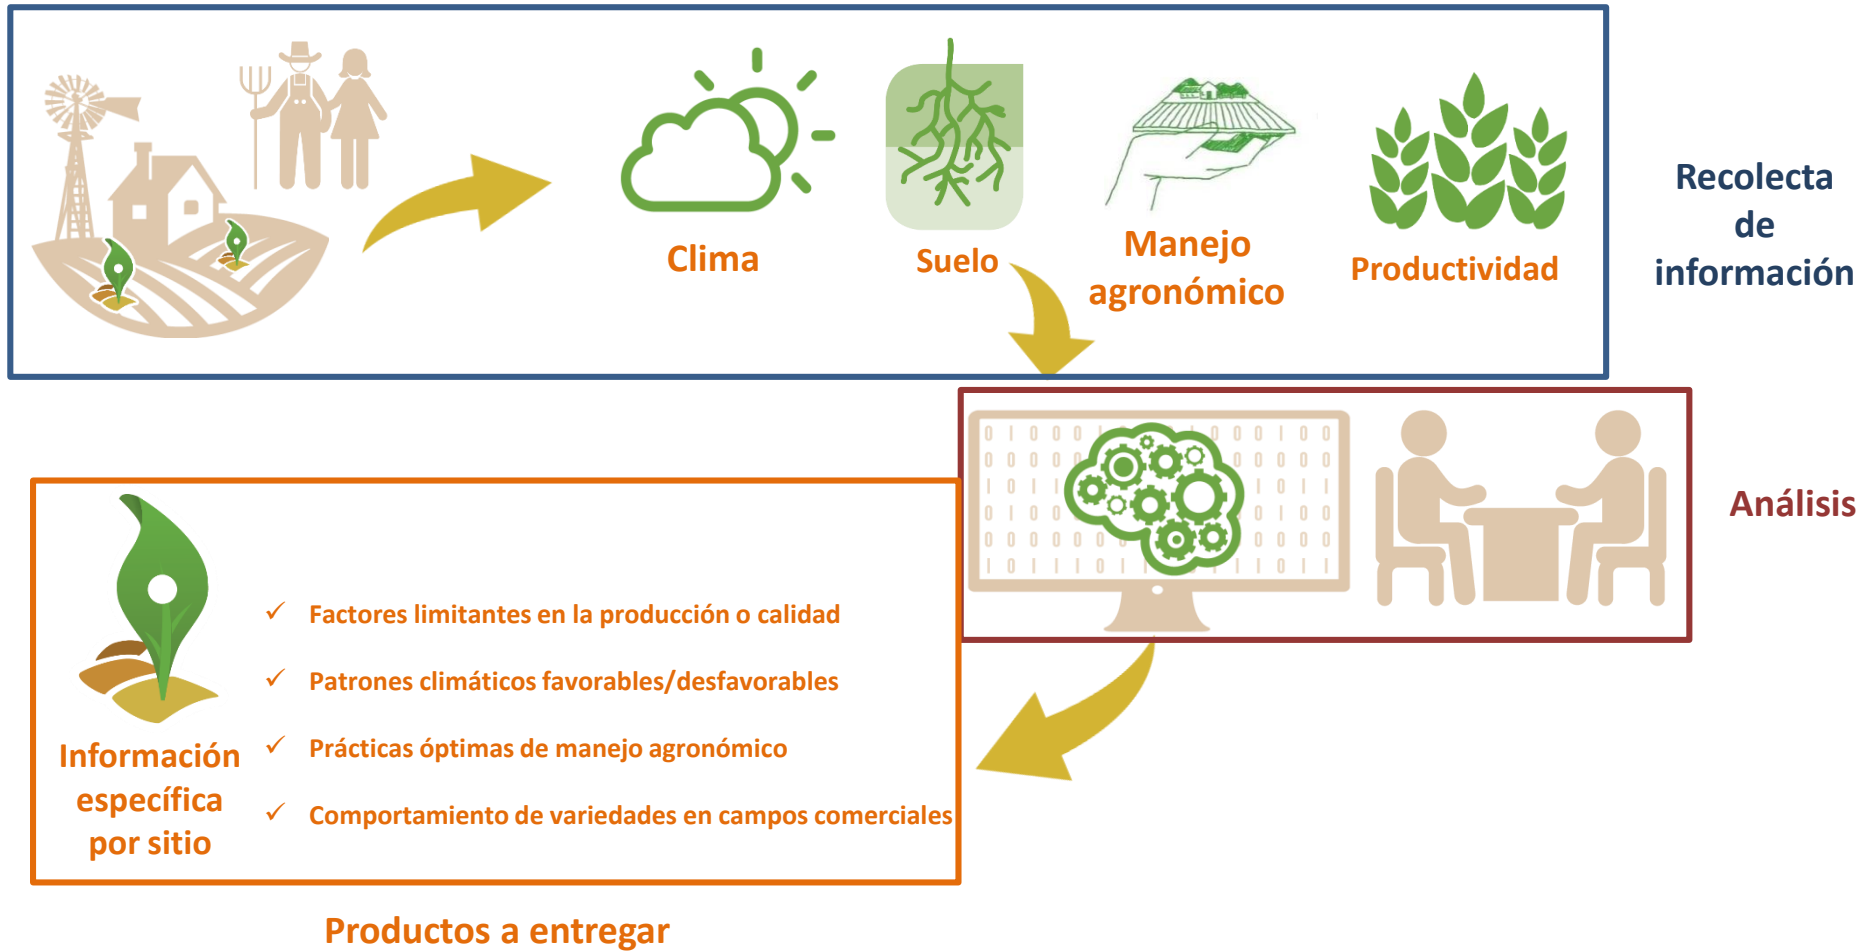 Clima
Suelo
Manejo
agronómico
Productividad
Recolecta
de
información
Análisis
Información
específica
por sitio
✓ Factores limitantes en la producción o calidad
✓ Patrones climáticos favorables/desfavorables
✓ Prácticas óptimas de manejo agronómico
✓ Comportamiento de variedades en campos comerciales
Productos a entregar